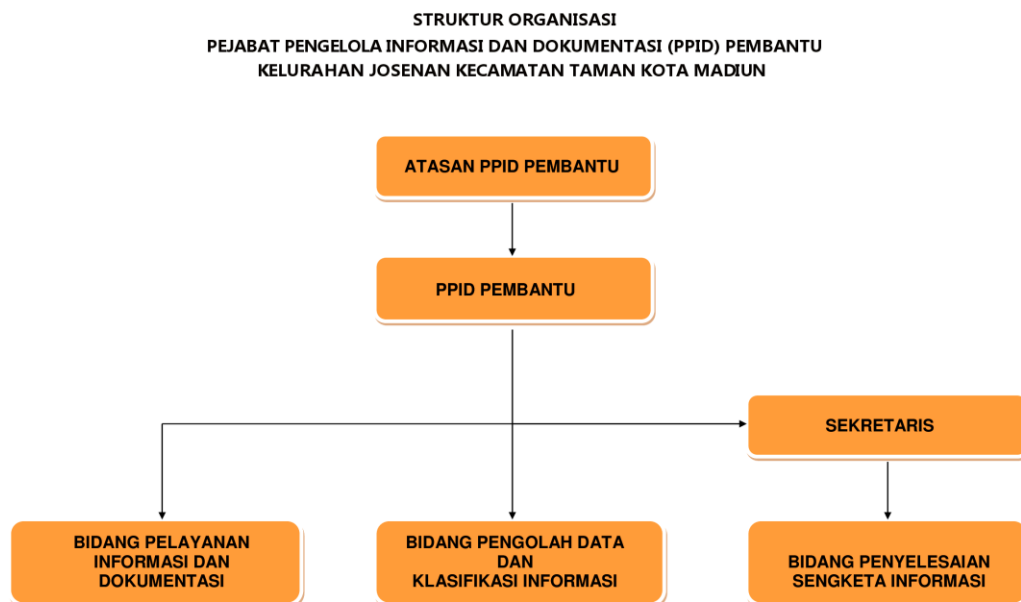 STRUKTUR ORGANISASI
PEJABAT PENGELOLA INFORMASI DAN DOKUMENTASI (PPID) PEMBANTU
KELURAHAN JOSENAN KECAMATAN TAMAN KOTA MADIUN
ATASAN PPID PEMBANTU
PPID PEMBANTU
SEKRETARIS
BIDANG PELAYANAN
INFORMASI DAN
DOKUMENTASI
BIDANG PENGOLAH DATA
DAN
KLASIFIKASI INFORMASI
BIDANG PENYELESAIAN
SENGKETA INFORMASI